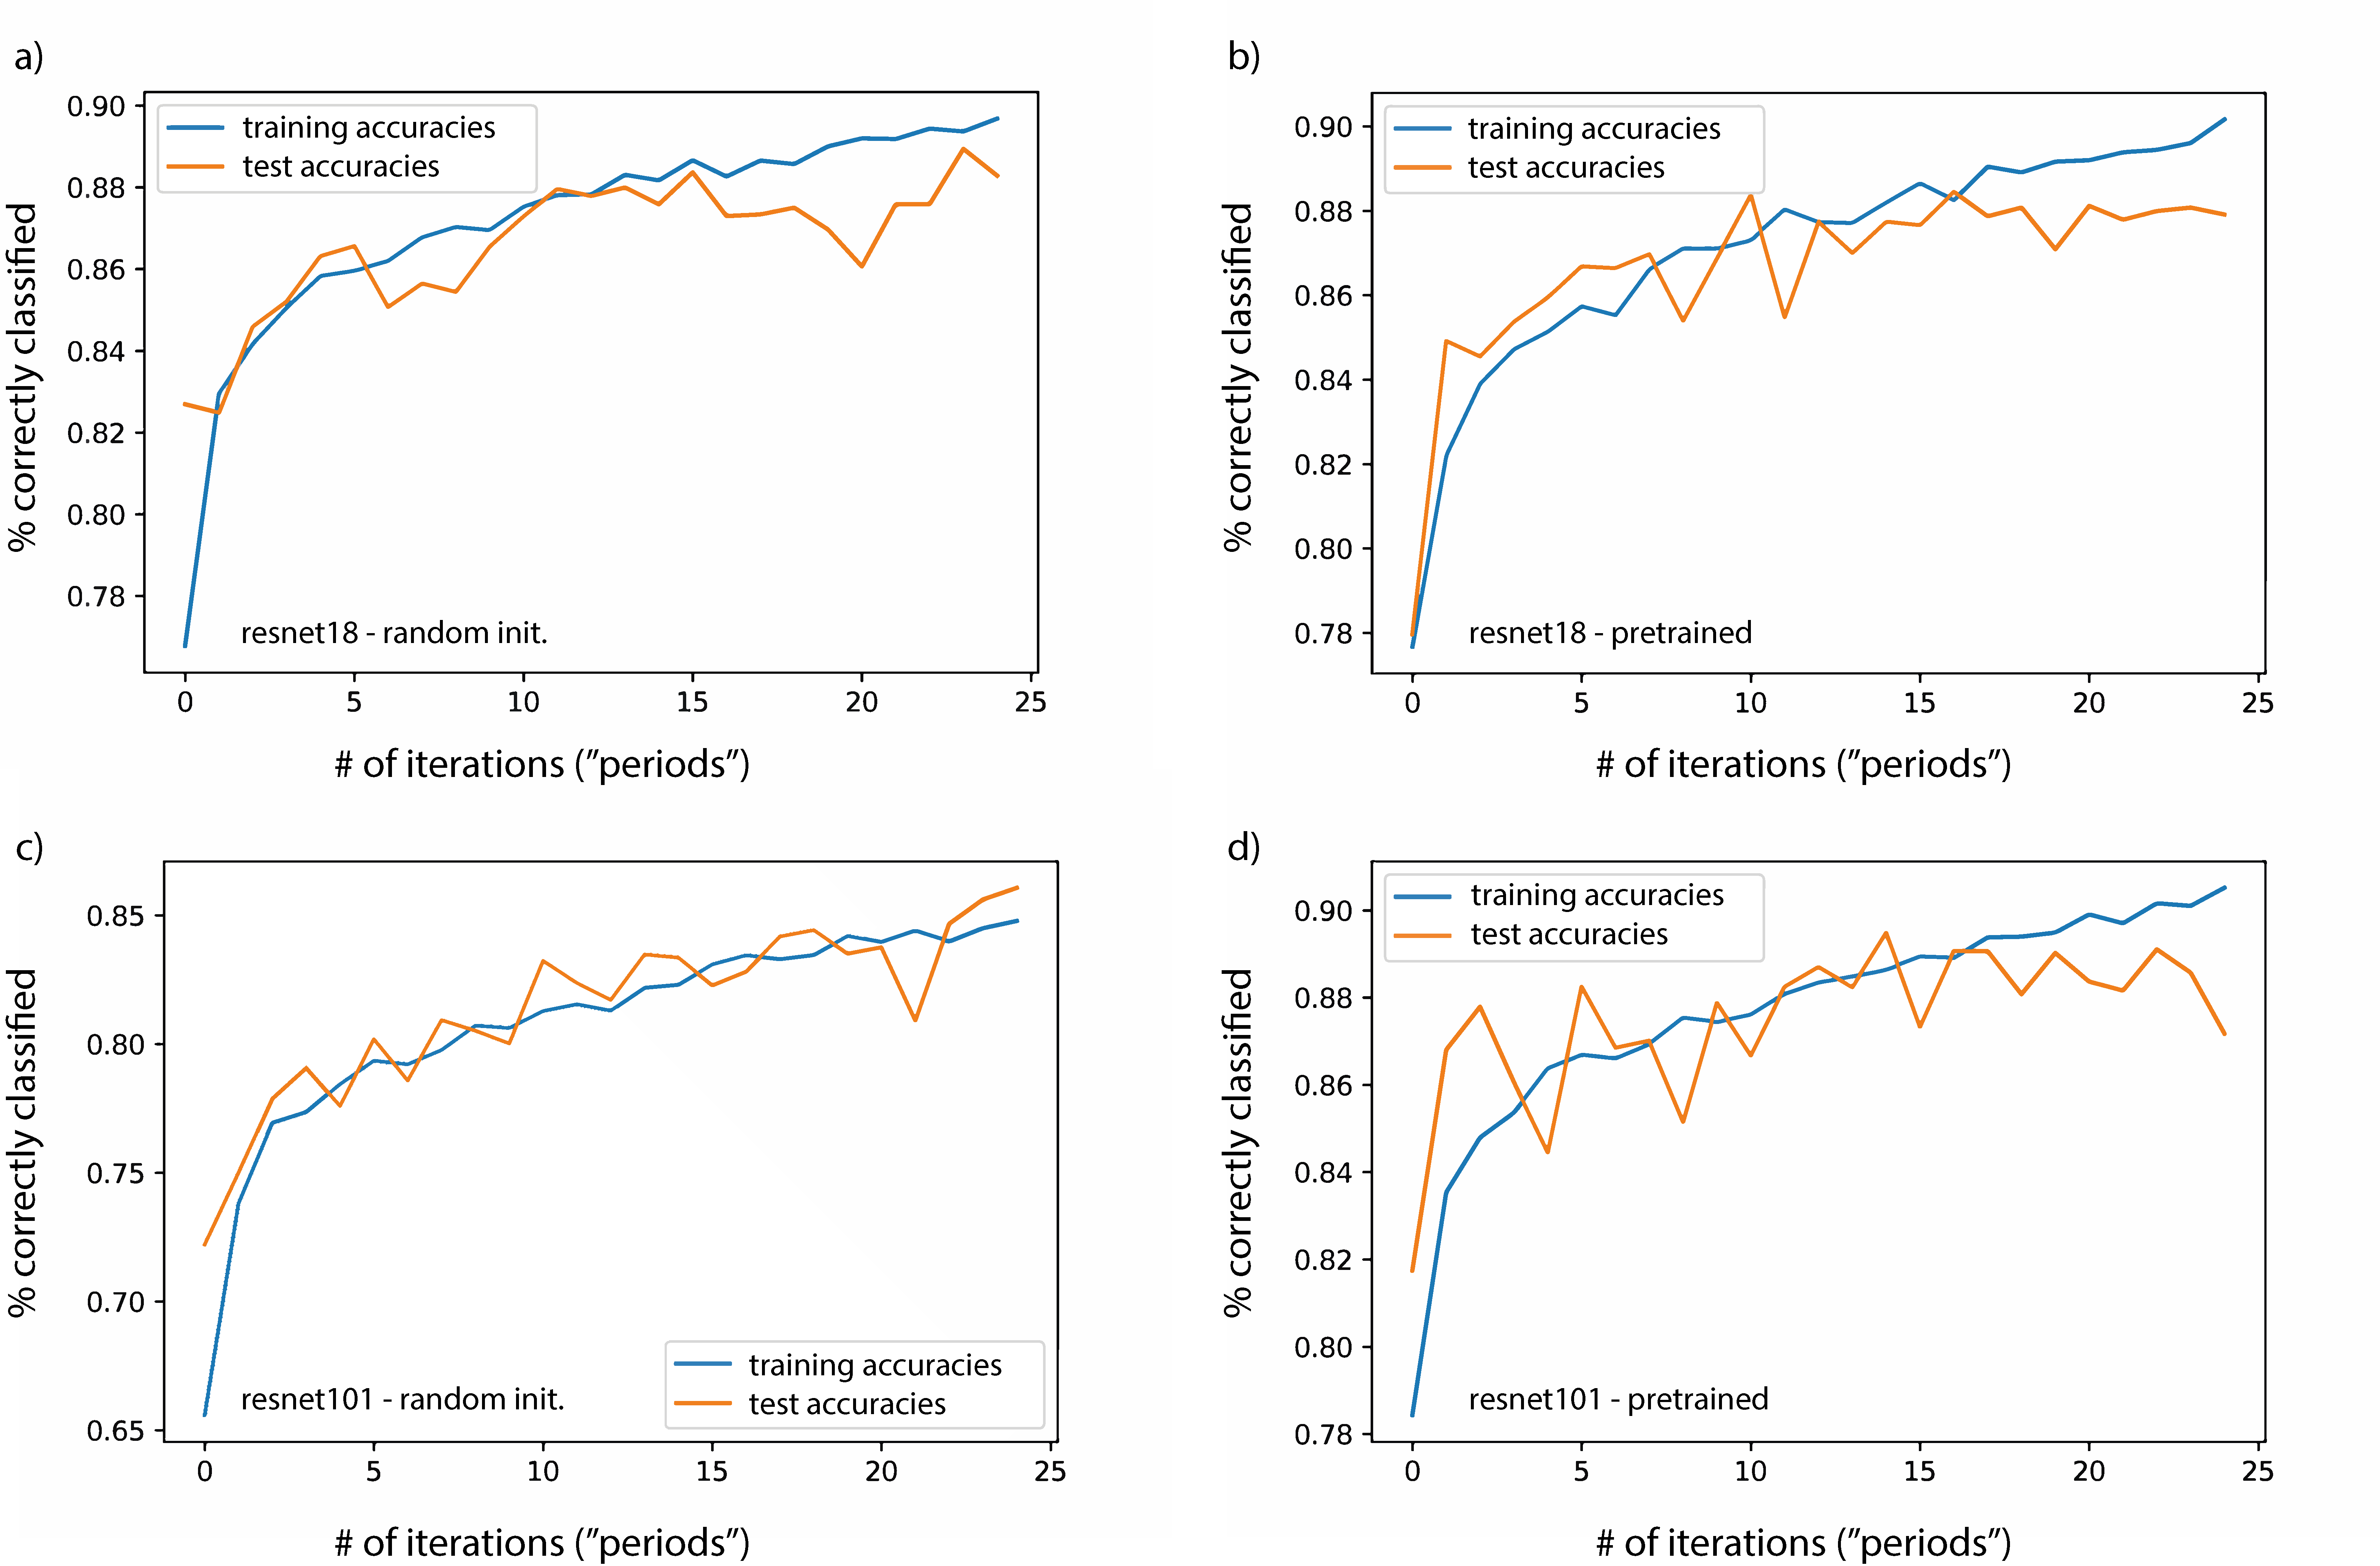 a)
% correctly classified
0.90
0.88
0.86
0.84
0.82
0.80
0.78
training accuracies
test accuracies
resnet18 - random init.
0 5 10 15 20 25
# of iterations ("periods")
b)
% correctly classified
0.90
0.88
0.86
0.84
0.82
0.80
0.78
training accuracies
test accuracies
resnet18 - pretrained
0 5 10 15 20 25
# of iterations ("periods")
c)
% correctly classified
0.85
0.80
0.75
0.70
0.65
training accuracies
test accuracies
resnet101 - random init.
0 5 10 15 20 25
# of iterations ("periods")
d)
% correctly classified
0.90
0.88
0.86
0.84
0.82
0.80
0.78
training accuracies
test accuracies
resnet101 - pretrained
0 5 10 15 20 25
# of iterations ("periods")